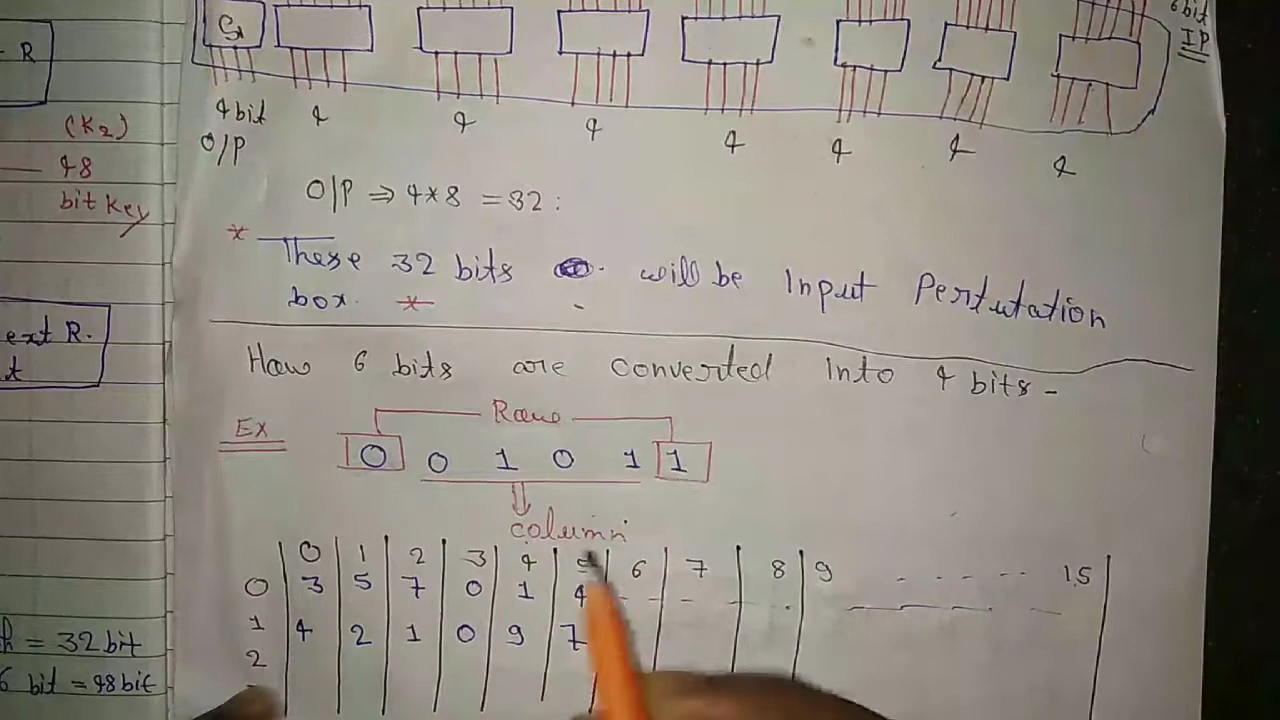 R
(K2)
48
bit key
ext R.
t
h = 32 bit
6 bit = 48 bit
S1
6 bit
IP
4 bit 4 4 4 4 4 4 4
O/P
O/P ⇒ 4*8 = 32 :
* These 32 bits will be Input Pertutation
box. *
How 6 bits are converted Into 4 bits -
Rows
Ex
0 0 1 0 1 1
column
0 1 2 3 4 6 7 8 9 15
0 3 5 7 0 1 4
1 4 2 1 0 9 7
2